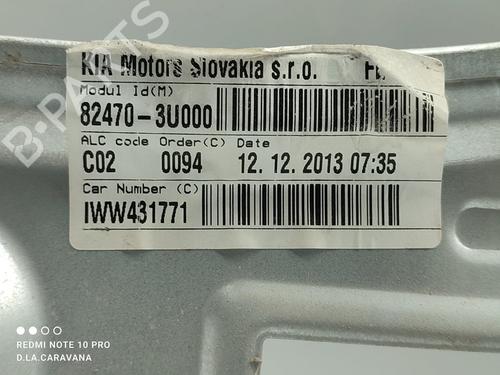 KIA Motors Slovakia s.r.o.
Modul Id(M)
82470-3U000
ALC code Order(C) Date
C02 0094 12. 12. 2013 07:35
Car Number (C)
IWW431771
B-PARTS
REDMI NOTE 10 PRO
D.LA.CARAVANA